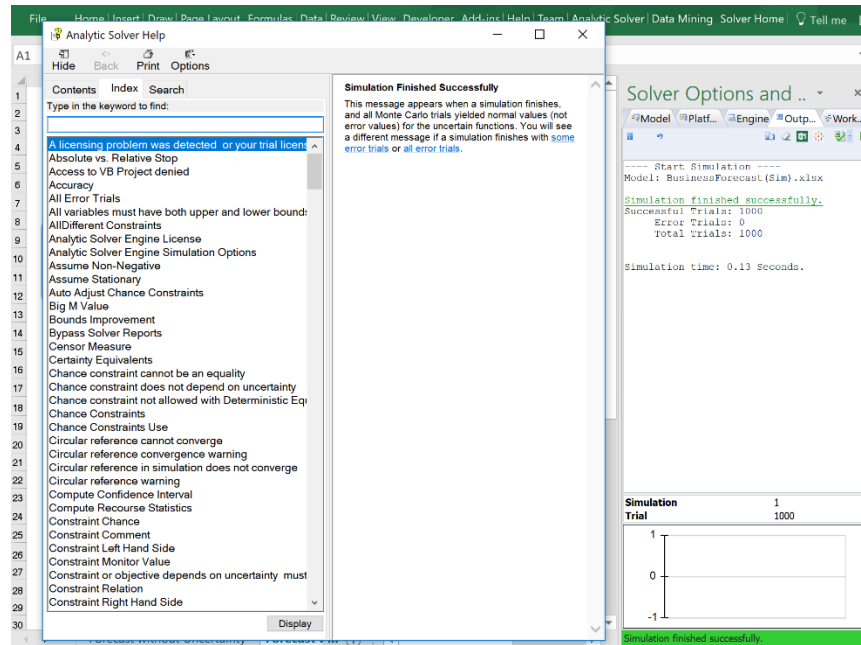 File Home Insert Draw Page Layout Formulas Data Review View Developer Add-ins Help Team Analytic Solver Data Mining Solver Home Tell me
Analytic Solver Help
A1
Hide Back Print Options
Contents Index Search
Type in the keyword to find:
A licensing problem was detected or your trial licens
Absolute vs. Relative Stop
Access to VB Project denied
Accuracy
All Error Trials
All variables must have both upper and lower bound
AllDifferent Constraints
Analytic Solver Engine License
Analytic Solver Engine Simulation Options
Assume Non-Negative
Assume Stationary
Auto Adjust Chance Constraints
Big M Value
Bounds Improvement
Bypass Solver Reports
Censor Measure
Certainty Equivalents
Chance constraint cannot be an equality
Chance constraint does not depend on uncertainty
Chance constraint not allowed with Deterministic Equ
Chance Constraints
Chance Constraints Use
Circular reference cannot converge
Circular reference convergence warning
Circular reference in simulation does not converge
Circular reference warning
Compute Confidence Interval
Compute Recourse Statistics
Constraint Chance
Constraint Comment
Constraint Left Hand Side
Constraint Monitor Value
Constraint or objective depends on uncertainty must
Constraint Relation
Constraint Right Hand Side
Display
Simulation Finished Successfully
This message appears when a simulation finishes,
and all Monte Carlo trials yielded normal values (not
error values) for the uncertain functions. You will see
a different message if a simulation finishes with some
error trials or all error trials.
Solver Options and ..
Model Platf... Engine Outp... Work..
---- Start Simulation ----
Model: BusinessForecast(Sim).xlsx
Simulation finished successfully.
Successful Trials: 1000
Error Trials: 0
Total Trials: 1000
Simulation time: 0.13 Seconds.
Simulation 1
Trial 1000
1
0
-1
Simulation finished successfully.
1
2
3
4
5
6
7
8
9
10
11
12
13
14
15
16
17
18
19
20
21
22
23
24
25
26
27
28
29
30